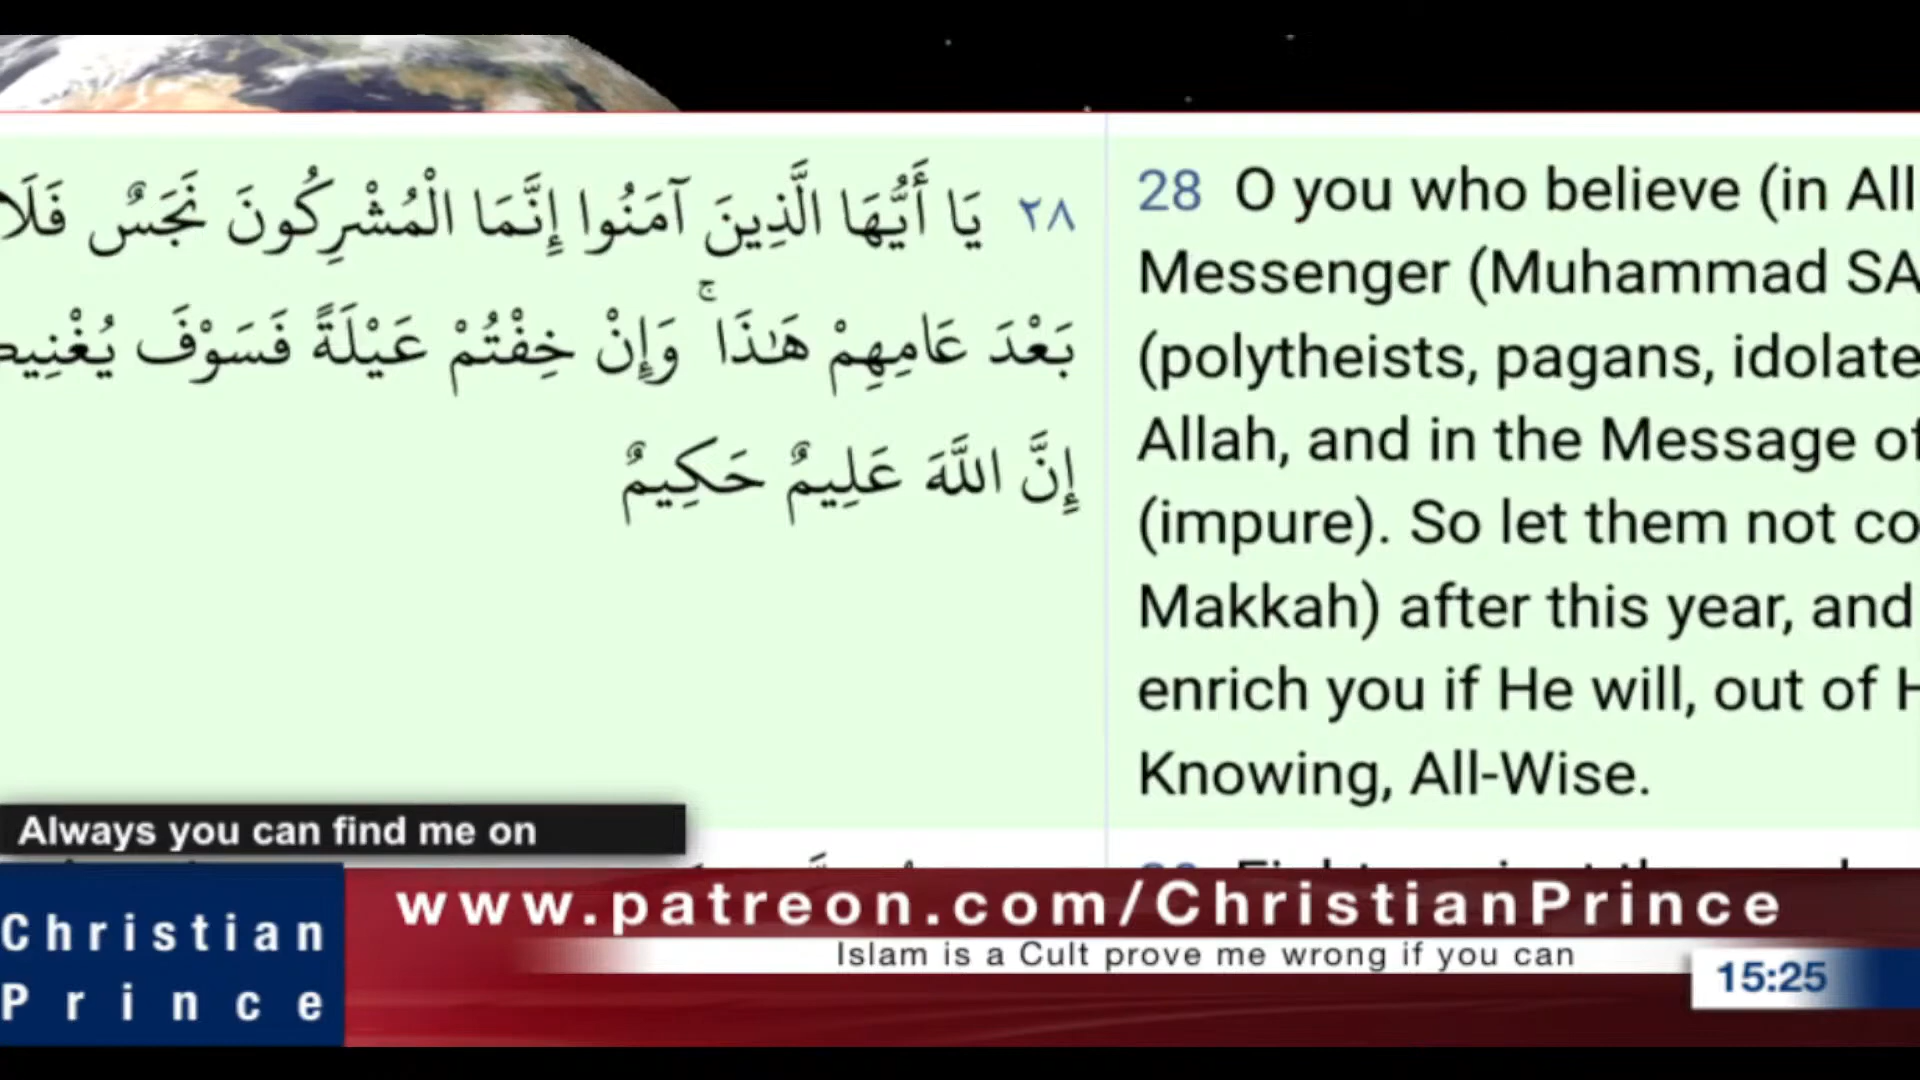 ٢٨ يَا أَيُّهَا الَّذِينَ آمَنُوا إِنَّمَا الْمُشْرِكُونَ نَجَسٌ فَلَا
بَعْدَ عَامِهِمْ هَٰذَا ۚ وَإِنْ خِفْتُمْ عَيْلَةً فَسَوْفَ
إِنَّ اللَّهَ عَلِيمٌ حَكِيمٌ
28 O you who believe (in All
Messenger (Muhammad SA
(polytheists, pagans, idolate
Allah, and in the Message of
(impure). So let them not co
Makkah) after this year, and
enrich you if He will, out of H
Knowing, All-Wise.
Always you can find me on
www.patreon.com/ChristianPrince
Islam is a Cult prove me wrong if you can
Christian
Prince
15:25